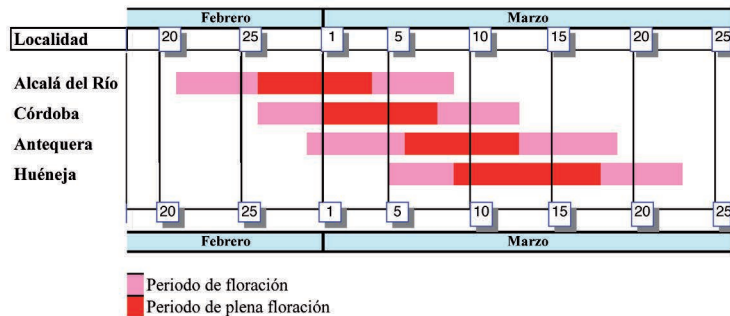 Febrero Marzo
Localidad 20 25 1 5 10 15 20 25
Alcalá del Río
Córdoba
Antequera
Huéneja
20 25 1 5 10 15 20 25
Febrero Marzo
Periodo de floración
Periodo de plena floración